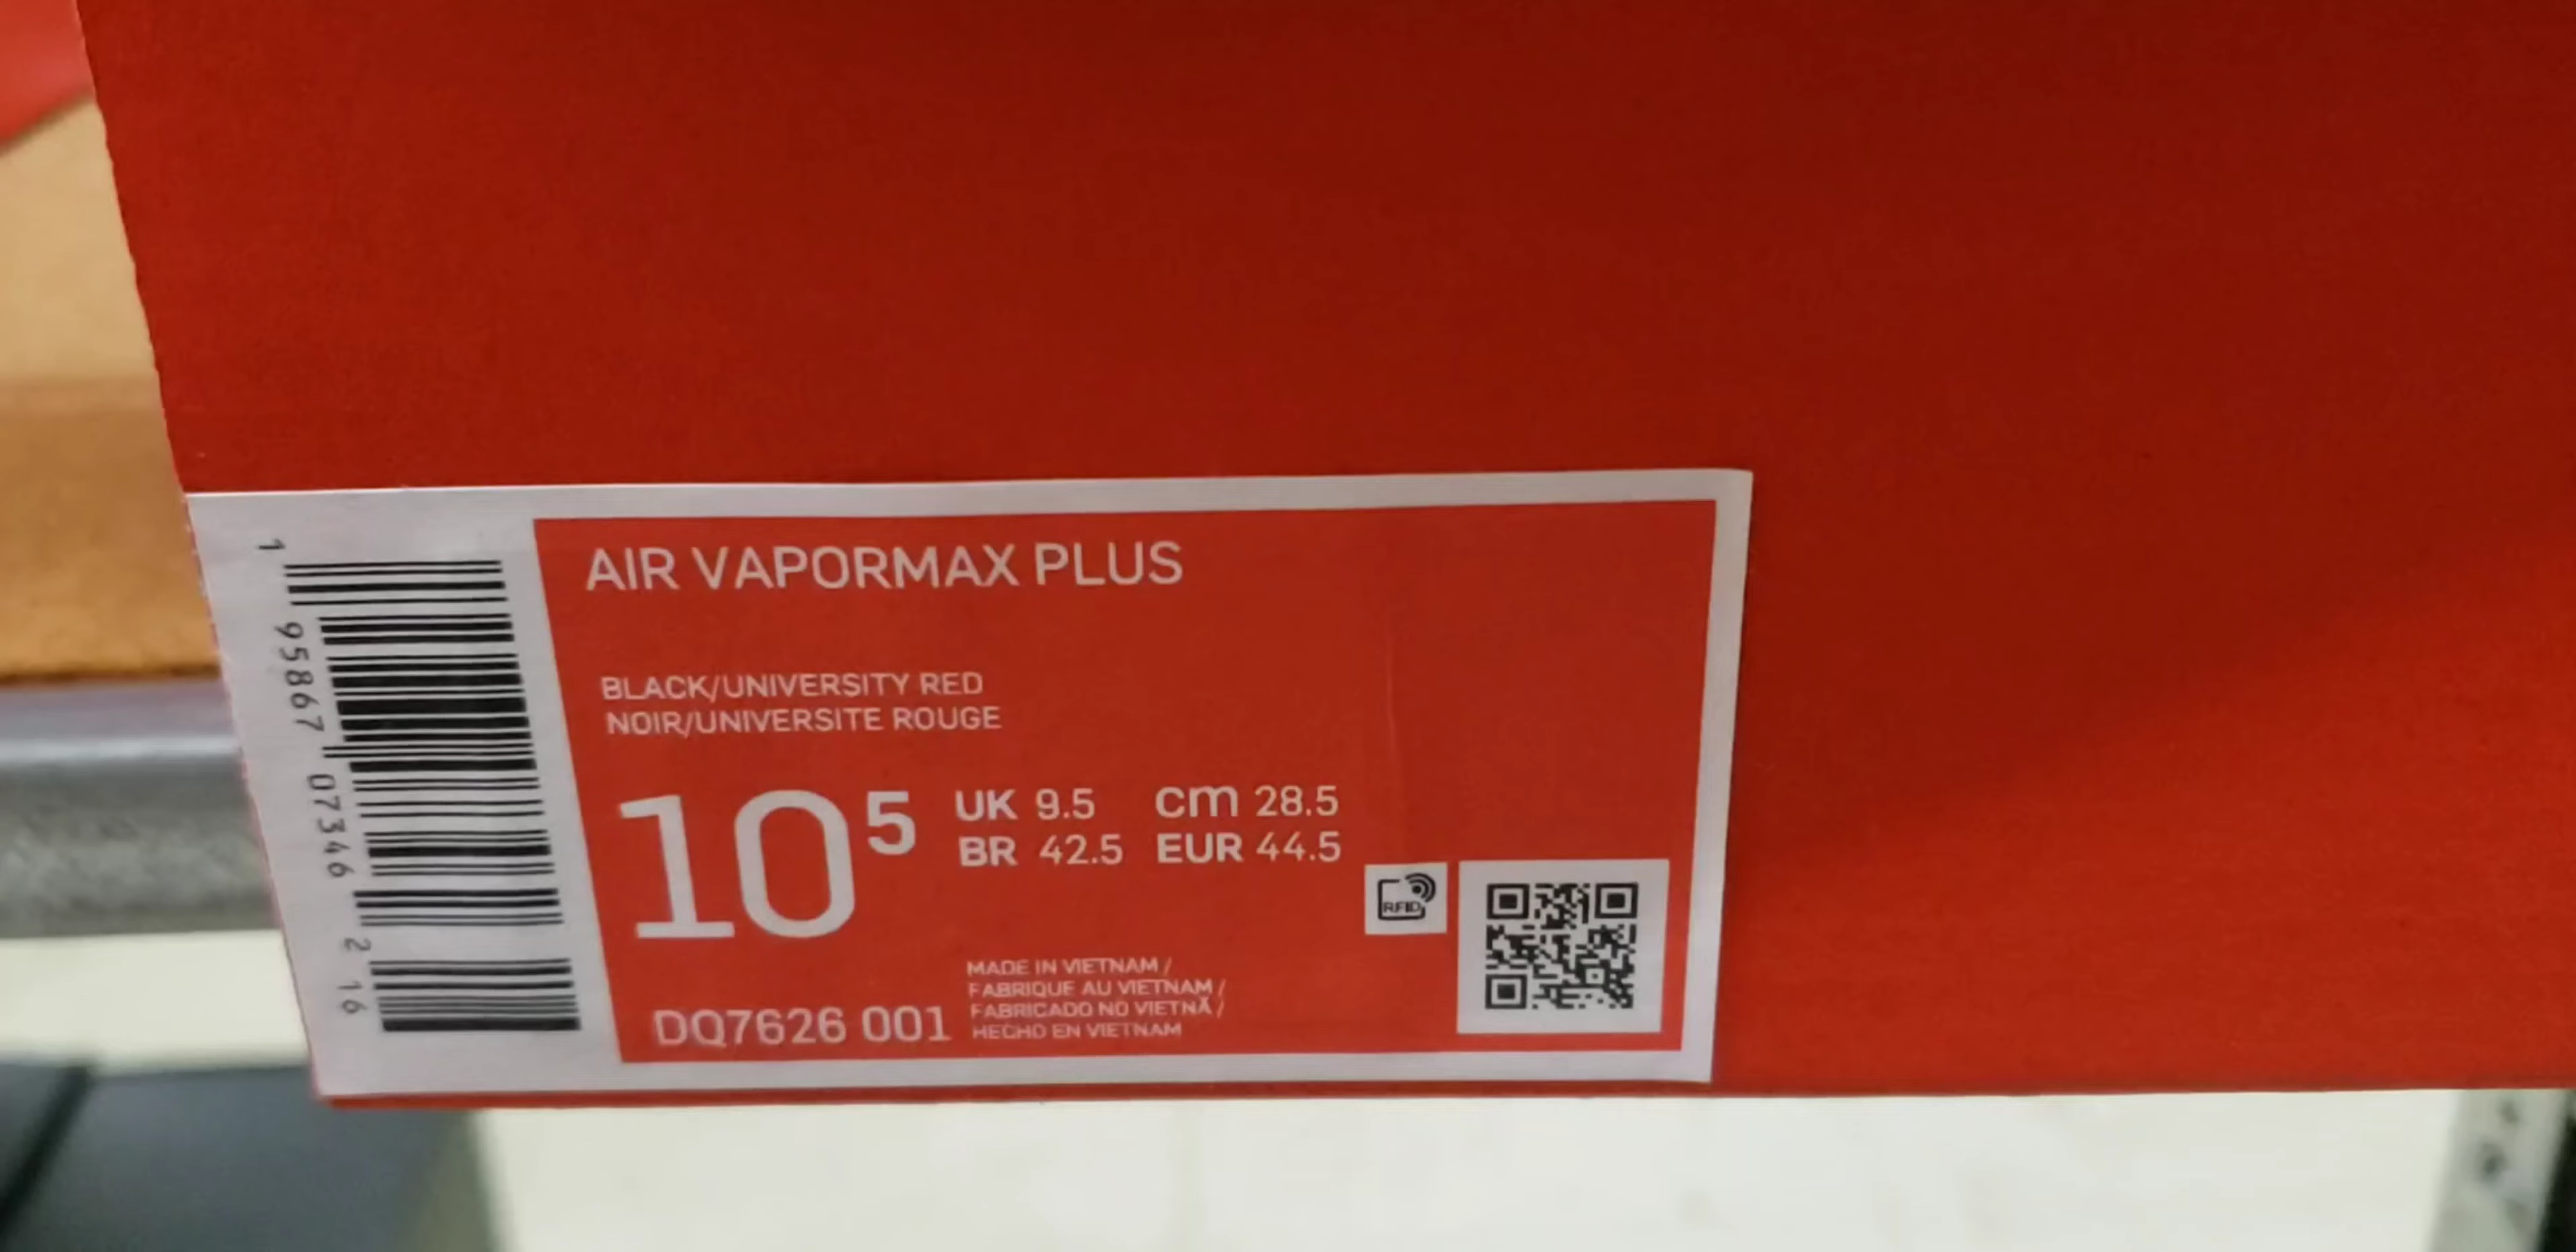 AIR VAPORMAX PLUS
BLACK/UNIVERSITY RED
NOIR/UNIVERSITE ROUGE
10 5
UK 9.5 cm 28.5
BR 42.5 EUR 44.5
RFID
DQ7626 001
MADE IN VIETNAM /
FABRIQUE AU VIETNAM /
FABRICADO NO VIETNÃ /
HECHO EN VIETNAM
1 95867 07346 2 16